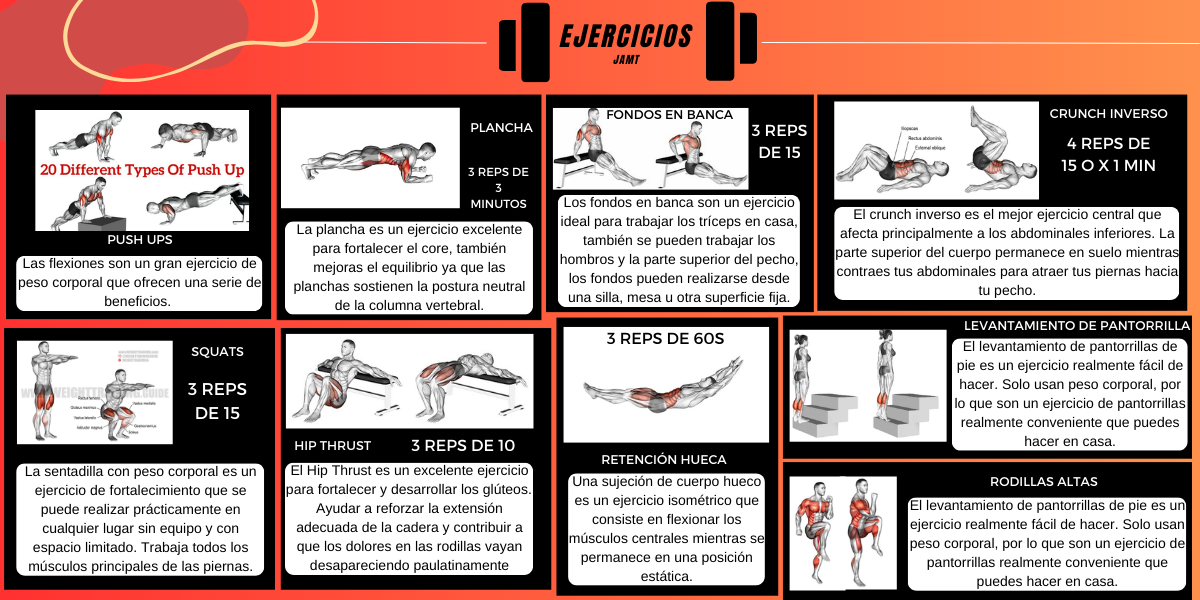 EJERCICIOS
JAMT
20 Different Types Of Push Up
PUSH UPS
Las flexiones son un gran ejercicio de
peso corporal que ofrecen una serie de
beneficios.
PLANCHA
3 REPS DE
3
MINUTOS
La plancha es un ejercicio excelente
para fortalecer el core, también
mejoras el equilibrio ya que las
planchas sostienen la postura neutral
de la columna vertebral.
FONDOS EN BANCA
3 REPS
DE 15
Los fondos en banca son un ejercicio
ideal para trabajar los tríceps en casa,
también se pueden trabajar los
hombros y la parte superior del pecho,
los fondos pueden realizarse desde
una silla, mesa u otra superficie fija.
CRUNCH INVERSO
4 REPS DE
15 O X 1 MIN
Iliopsoas
Rectus abdominis
External oblique
El crunch inverso es el mejor ejercicio central que
afecta principalmente a los abdominales inferiores. La
parte superior del cuerpo permanece en suelo mientras
contraes tus abdominales para atraer tus piernas hacia
tu pecho.
SQUATS
3 REPS
DE 15
La sentadilla con peso corporal es un
ejercicio de fortalecimiento que se
puede realizar prácticamente en
cualquier lugar sin equipo y con
espacio limitado. Trabaja todos los
músculos principales de las piernas.
HIP THRUST
3 REPS DE 10
El Hip Thrust es un excelente ejercicio
para fortalecer y desarrollar los glúteos.
Ayudar a reforzar la extensión
adecuada de la cadera y contribuir a
que los dolores en las rodillas vayan
desapareciendo paulatinamente
3 REPS DE 60S
RETENCIÓN HUECA
Una sujeción de cuerpo hueco
es un ejercicio isométrico que
consiste en flexionar los
músculos centrales mientras se
permanece en una posición
estática.
LEVANTAMIENTO DE PANTORRILLA
El levantamiento de pantorrillas de
pie es un ejercicio realmente fácil de
hacer. Solo usan peso corporal, por
lo que son un ejercicio de pantorrillas
realmente conveniente que puedes
hacer en casa.
RODILLAS ALTAS
El levantamiento de pantorrillas de pie es un
ejercicio realmente fácil de hacer. Solo usan
peso corporal, por lo que son un ejercicio de
pantorrillas realmente conveniente que
puedes hacer en casa.